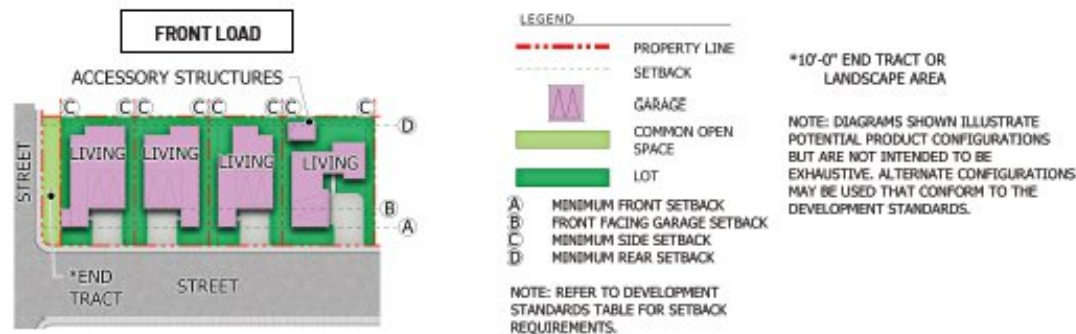 FRONT LOAD
ACCESSORY STRUCTURES
C C C C C C C C
D
LIVING LIVING LIVING LIVING
STREET
B
A
*END
TRACT
STREET
LEGEND
PROPERTY LINE
SETBACK
GARAGE
COMMON OPEN
SPACE
LOT
A MINIMUM FRONT SETBACK
B FRONT FACING GARAGE SETBACK
C MINIMUM SIDE SETBACK
D MINIMUM REAR SETBACK
NOTE: REFER TO DEVELOPMENT
STANDARDS TABLE FOR SETBACK
REQUIREMENTS.
*10'-0" END TRACT OR
LANDSCAPE AREA
NOTE: DIAGRAMS SHOWN ILLUSTRATE
POTENTIAL PRODUCT CONFIGURATIONS
BUT ARE NOT INTENDED TO BE
EXHAUSTIVE. ALTERNATE CONFIGURATIONS
MAY BE USED THAT CONFORM TO THE
DEVELOPMENT STANDARDS.